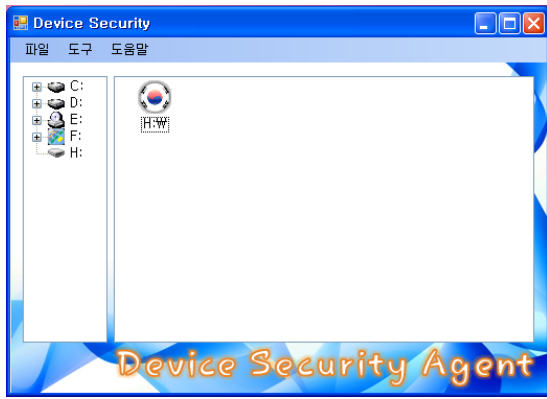 Device Security
파일 도구 도움말
C:
D:
E:
F:
H:
H:₩
Device Security Agent